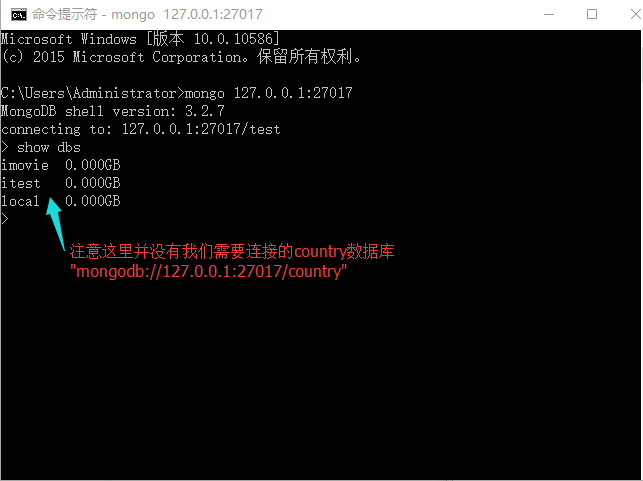 命令提示符 - mongo  127.0.0.1:27017
Microsoft Windows [版本 10.0.10586]
(c) 2015 Microsoft Corporation。保留所有权利。
C:\Users\Administrator>mongo 127.0.0.1:27017
MongoDB shell version: 3.2.7
connecting to: 127.0.0.1:27017/test
> show dbs
imovie  0.000GB
itest   0.000GB
local   0.000GB
>
注意这里并没有我们需要连接的country数据库
"mongodb://127.0.0.1:27017/country"